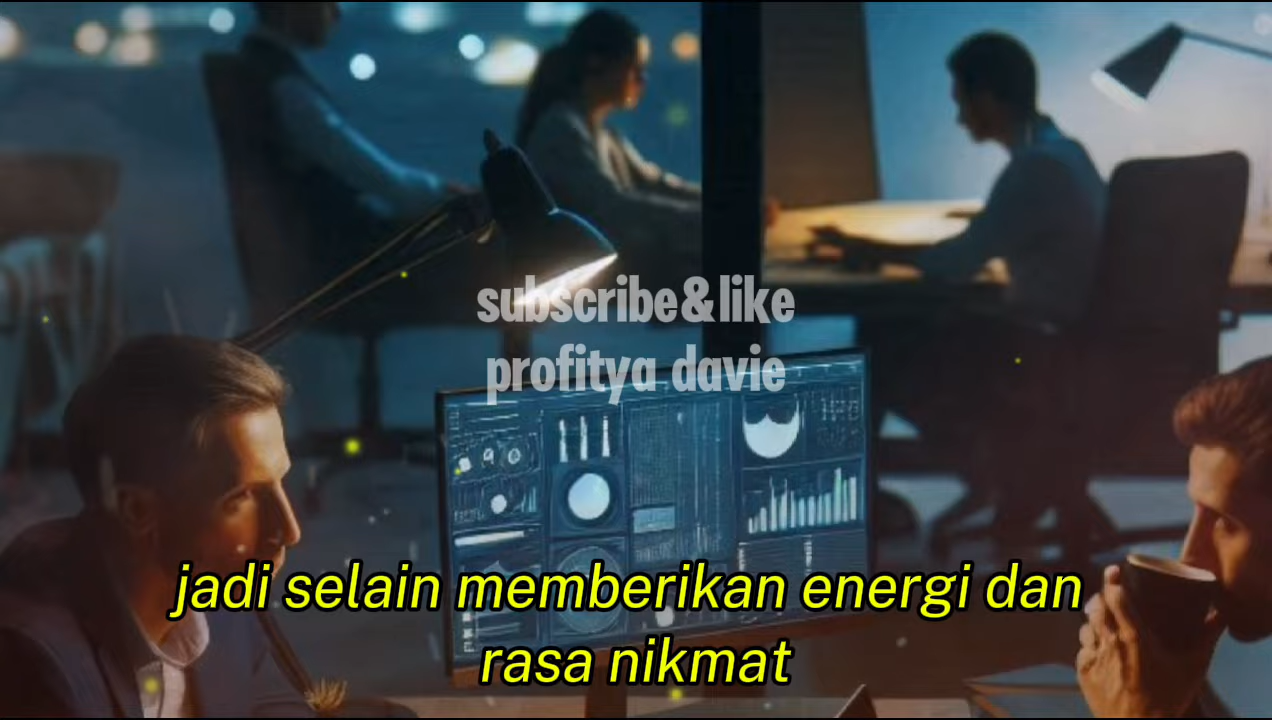 subscribe&like
profitya davie
jadi selain memberikan energi dan
rasa nikmat